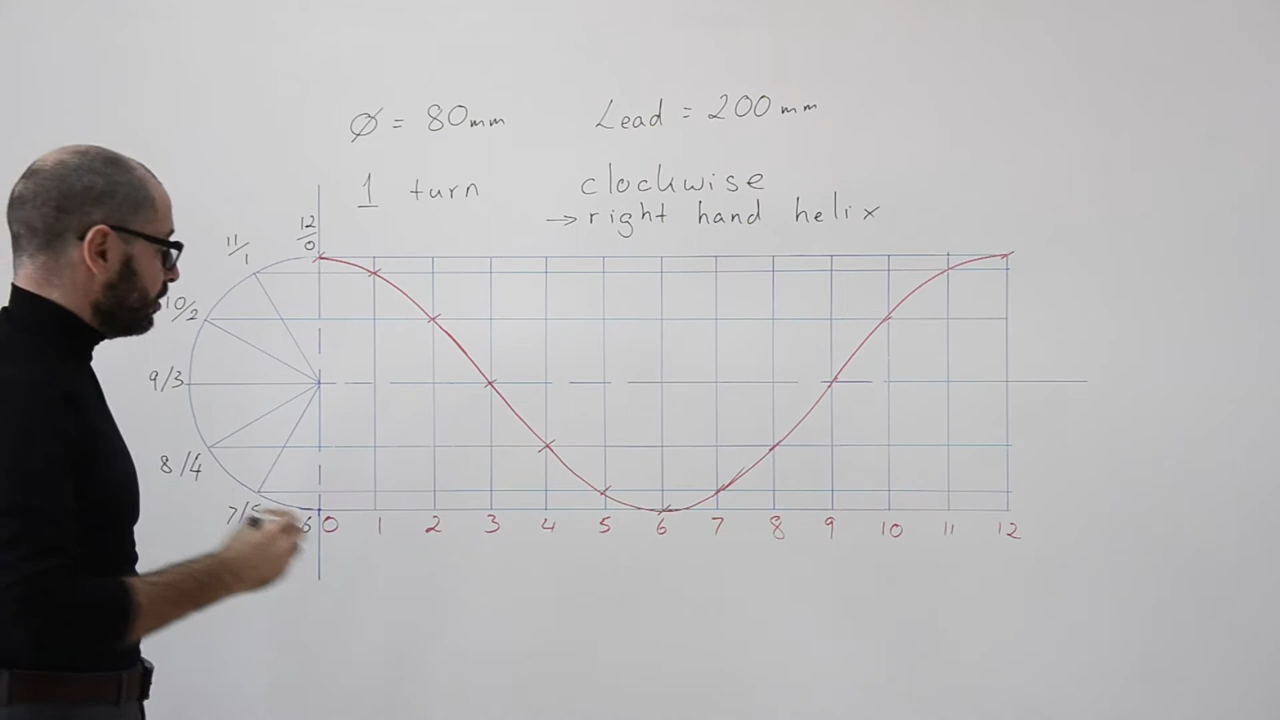 Ø = 80mm Lead = 200mm
1 turn clockwise
→ right hand helix
12/0
11/1
10/2
9/3
8/4
7/5
6 0 1 2 3 4 5 6 7 8 9 10 11 12